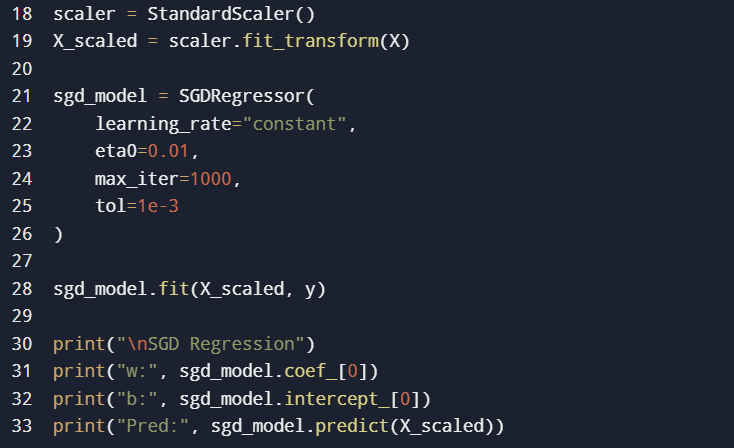 18 scaler = StandardScaler()
19 X_scaled = scaler.fit_transform(X)
20
21 sgd_model = SGDRegressor(
22     learning_rate="constant",
23     eta0=0.01,
24     max_iter=1000,
25     tol=1e-3
26 )
27
28 sgd_model.fit(X_scaled, y)
29
30 print("\nSGD Regression")
31 print("w:", sgd_model.coef_[0])
32 print("b:", sgd_model.intercept_[0])
33 print("Pred:", sgd_model.predict(X_scaled))